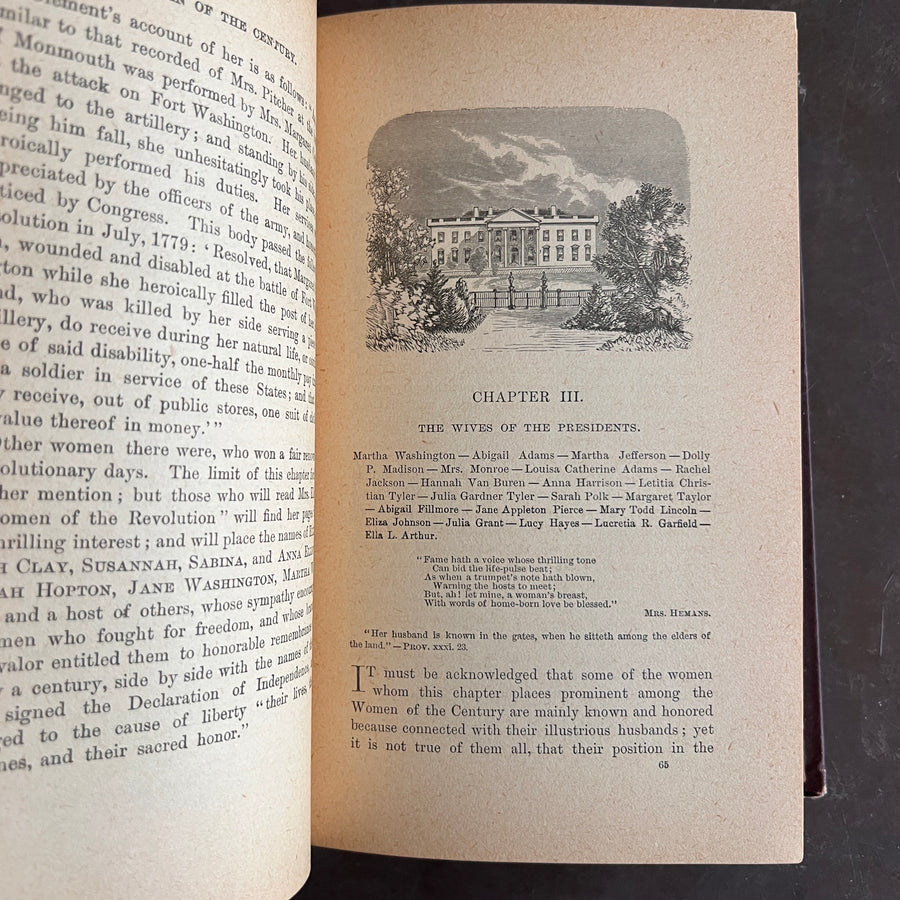 N OF THE CENTURY.
ement's account of her is as follows:
milar to that recorded of Mrs. Pitcher at the
Monmouth was performed by Mrs. Margaret
the attack on Fort Washington. Her
nged to the artillery; and standing by his side
eing him fall, she unhesitatingly took his place
roically performed his duties. Her
preciated by the officers of the army, and
ticed by Congress. This body passed the
solution in July, 1779: 'Resolved, that
wounded and disabled at the battle of Fort
gton while she heroically filled the post of her
nd, who was killed by her side serving a
illery, do receive during her natural life, or
e of said disability, one-half the monthly pay
a soldier in service of these States; and
y receive, out of public stores, one suit of
value thereof in money.'"
Other women there were, who won a fair
olutionary days. The limit of this chapter
her mention; but those who will read Mrs.
omen of the Revolution" will find her
hrilling interest; and will place the names of
H CLAY, SUSANNAH, SABINA, and ANNA
AH HOPTON, JANE WASHINGTON, MARTHA
and a host of others, whose sympathy
men who fought for freedom, and whose
valor entitled them to honorable
y a century, side by side with the names of
signed the Declaration of Independence,
ed to the cause of liberty "their lives
nes, and their sacred honor."
CHAPTER III.
THE WIVES OF THE PRESIDENTS.
Martha Washington — Abigail Adams — Martha Jefferson — Dolly
P. Madison — Mrs. Monroe — Louisa Catherine Adams — Rachel
Jackson — Hannah Van Buren — Anna Harrison — Letitia Chris-
tian Tyler — Julia Gardner Tyler — Sarah Polk — Margaret Taylor
— Abigail Fillmore — Jane Appleton Pierce — Mary Todd Lincoln —
Eliza Johnson — Julia Grant — Lucy Hayes — Lucretia R. Garfield —
Ella L. Arthur.
"Fame hath a voice whose thrilling tone
Can bid the life-pulse beat;
As when a trumpet's note hath blown,
Warning the hosts to meet;
But, ah! let mine, a woman's breast,
With words of home-born love be blessed."
MRS. HEMANS.
"Her husband is known in the gates, when he sitteth among the elders of
the land." — PROV. xxxi. 23.
IT must be acknowledged that some of the women
whom this chapter places prominent among the
Women of the Century are mainly known and honored
because connected with their illustrious husbands; yet
it is not true of them all, that their position in the
65